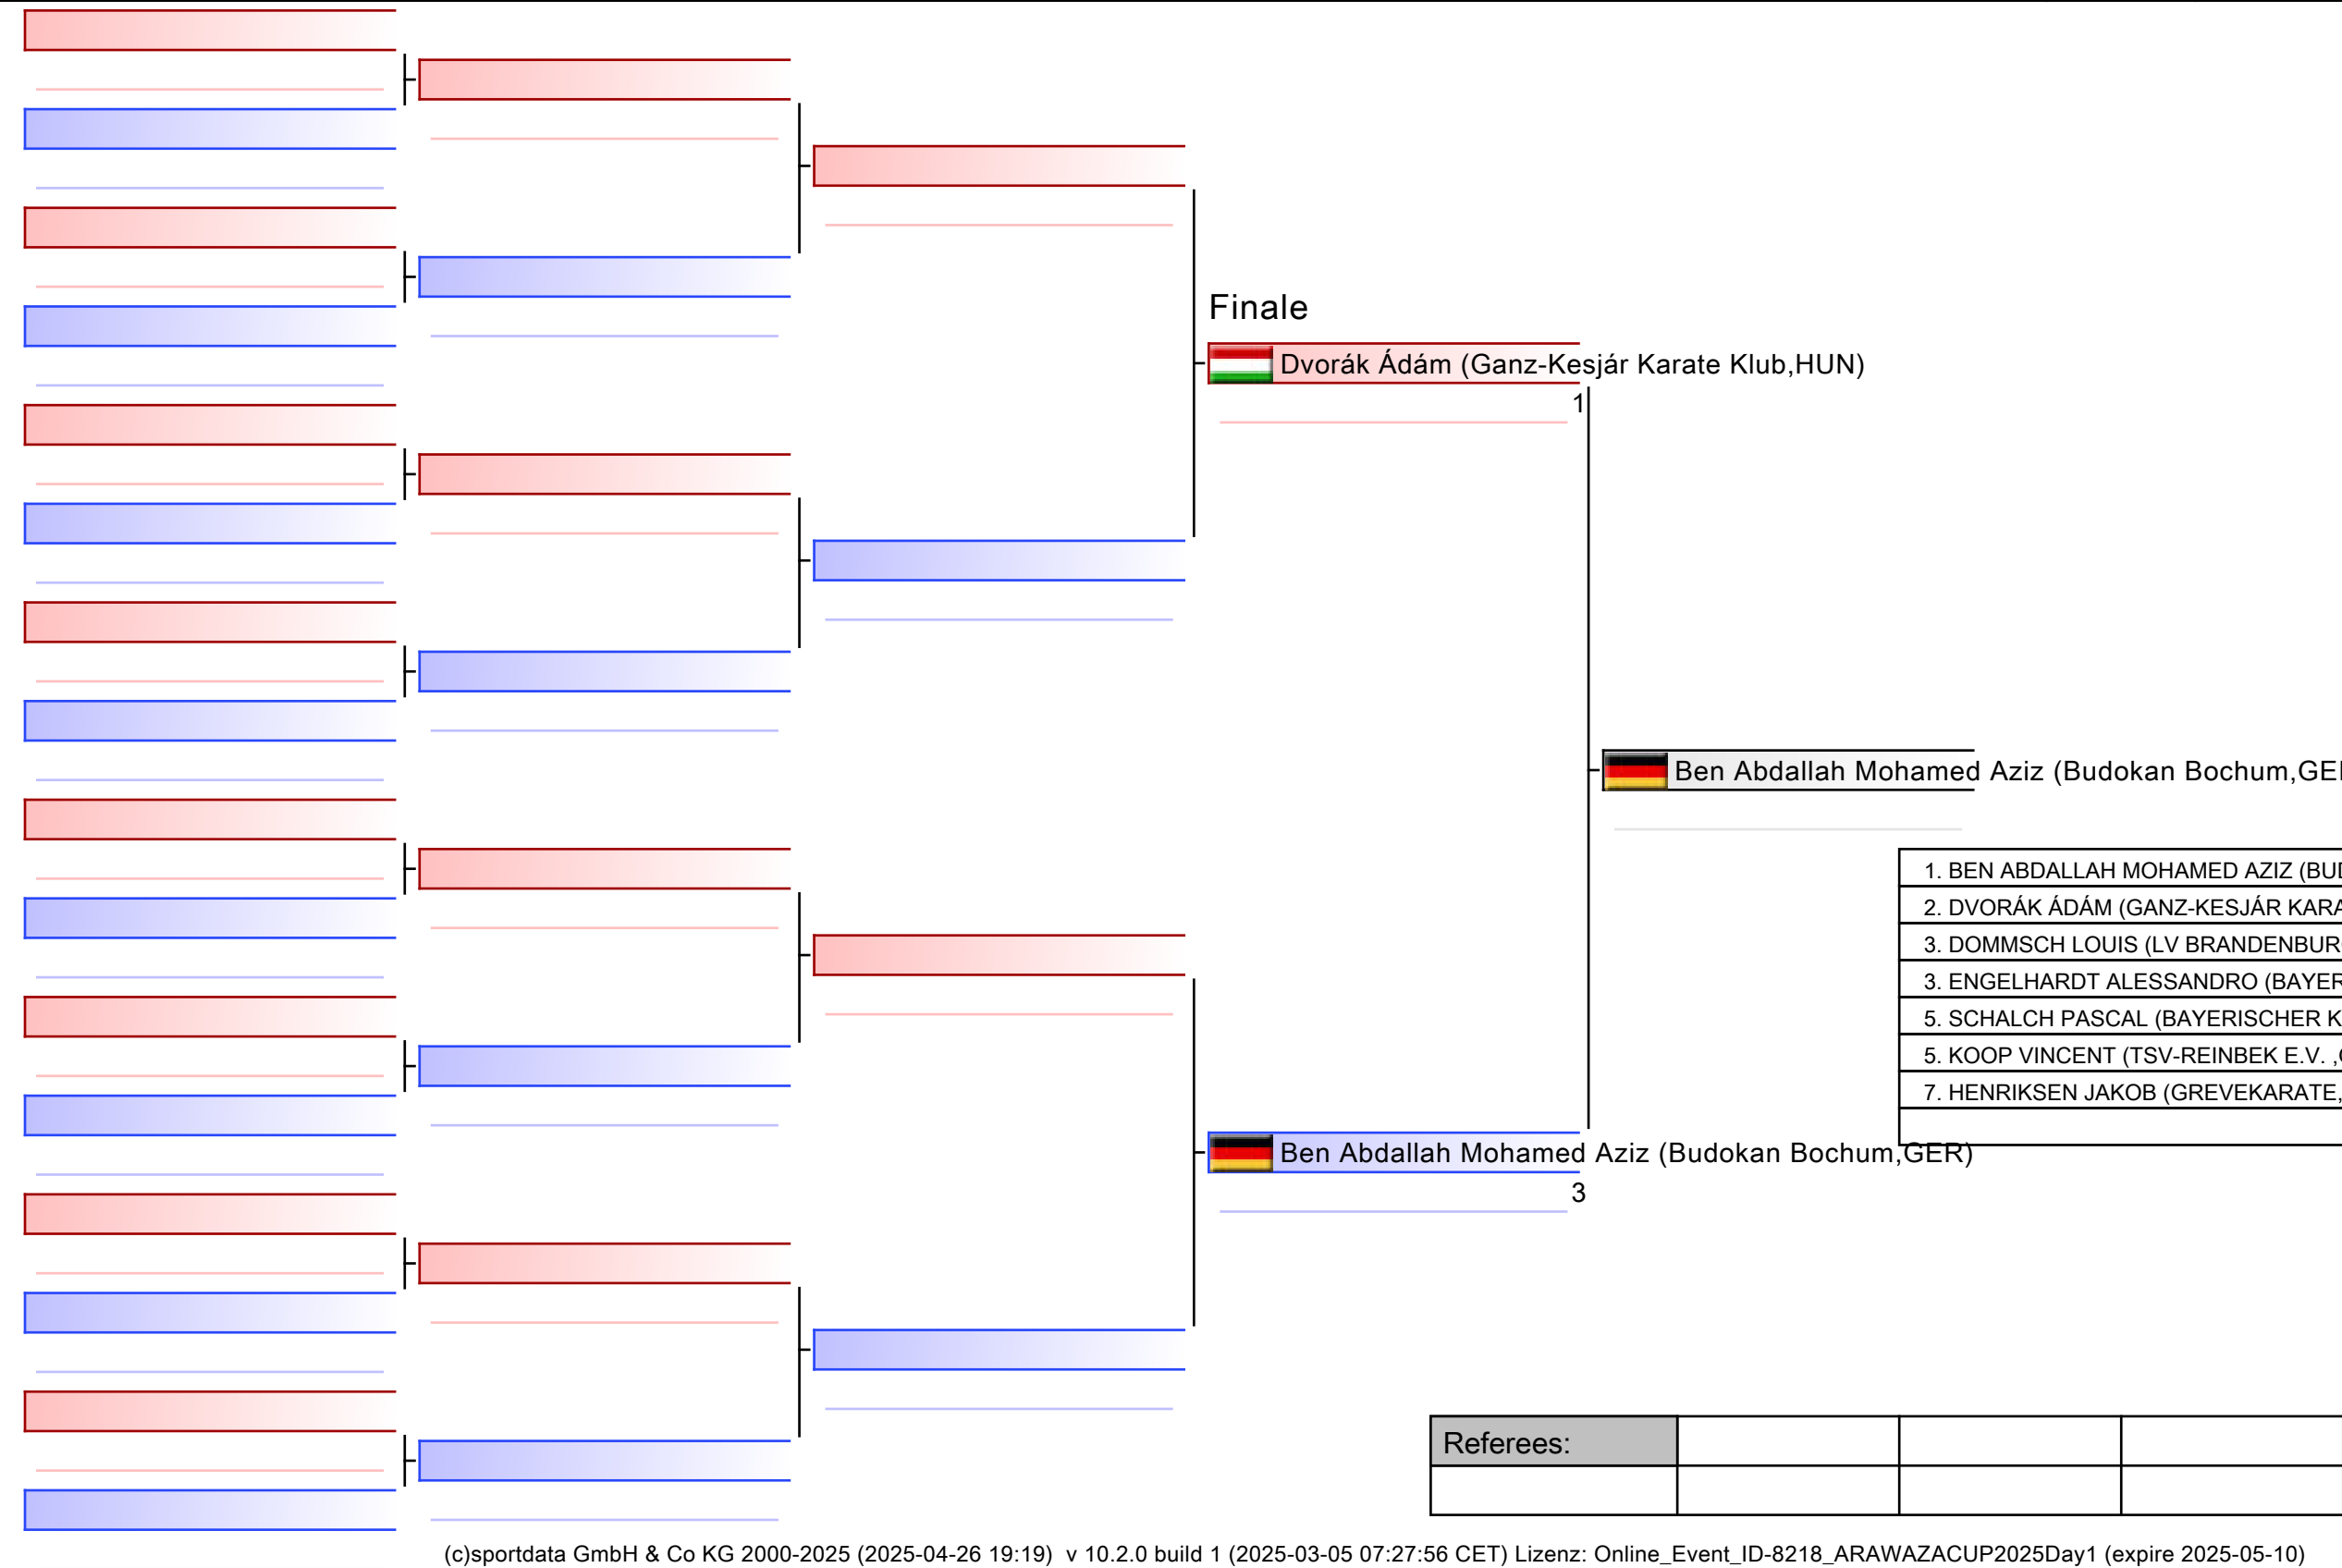 Finale
Dvorák Ádám (Ganz-Kesjár Karate Klub,HUN)
1
Ben Abdallah Mohamed Aziz (Budokan Bochum,GE
1. BEN ABDALLAH MOHAMED AZIZ (BU
2. DVORÁK ÁDÁM (GANZ-KESJÁR KARA
3. DOMMSCH LOUIS (LV BRANDENBUR
3. ENGELHARDT ALESSANDRO (BAYER
5. SCHALCH PASCAL (BAYERISCHER K
5. KOOP VINCENT (TSV-REINBEK E.V. ,
7. HENRIKSEN JAKOB (GREVEKARATE,
Ben Abdallah Mohamed Aziz (Budokan Bochum,GER)
3
Referees:
(c)sportdata GmbH & Co KG 2000-2025 (2025-04-26 19:19) v 10.2.0 build 1 (2025-03-05 07:27:56 CET) Lizenz: Online_Event_ID-8218_ARAWAZACUP2025Day1 (expire 2025-05-10)